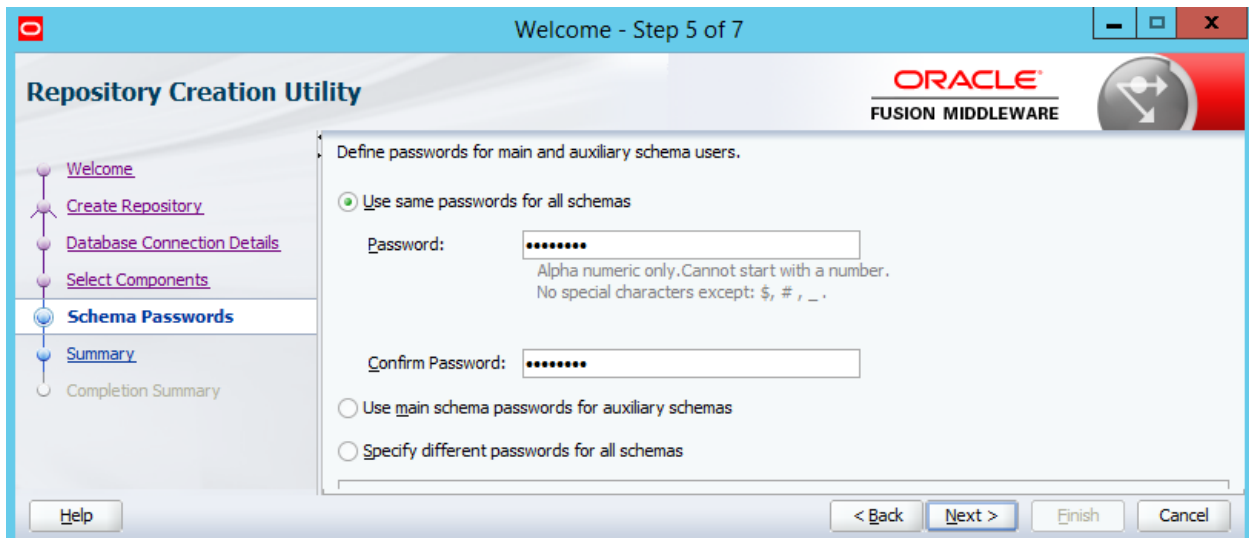 Welcome - Step 5 of 7
Repository Creation Utility
ORACLE
FUSION MIDDLEWARE
Welcome
Create Repository
Database Connection Details
Select Components
Schema Passwords
Summary
Completion Summary
Define passwords for main and auxiliary schema users.
Use same passwords for all schemas
Password: ••••••••
Alpha numeric only.Cannot start with a number.
No special characters except: $, # , _ .
Confirm Password: ••••••••
Use main schema passwords for auxiliary schemas
Specify different passwords for all schemas
Help
< Back
Next >
Finish
Cancel